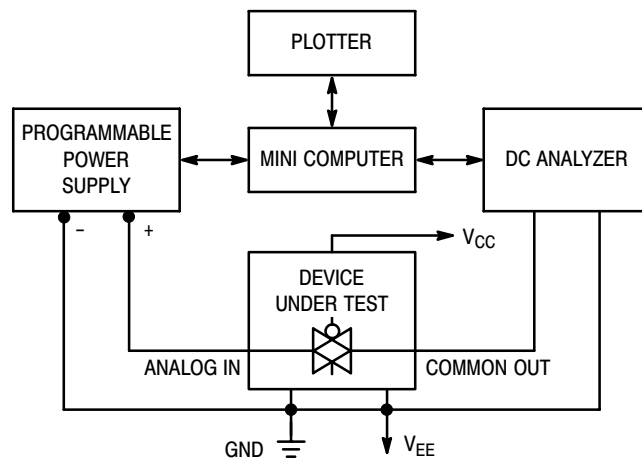 PLOTTER
PROGRAMMABLE
POWER
SUPPLY
MINI COMPUTER
DC ANALYZER
− +
VCC
DEVICE
UNDER TEST
ANALOG IN
COMMON OUT
GND
VEE